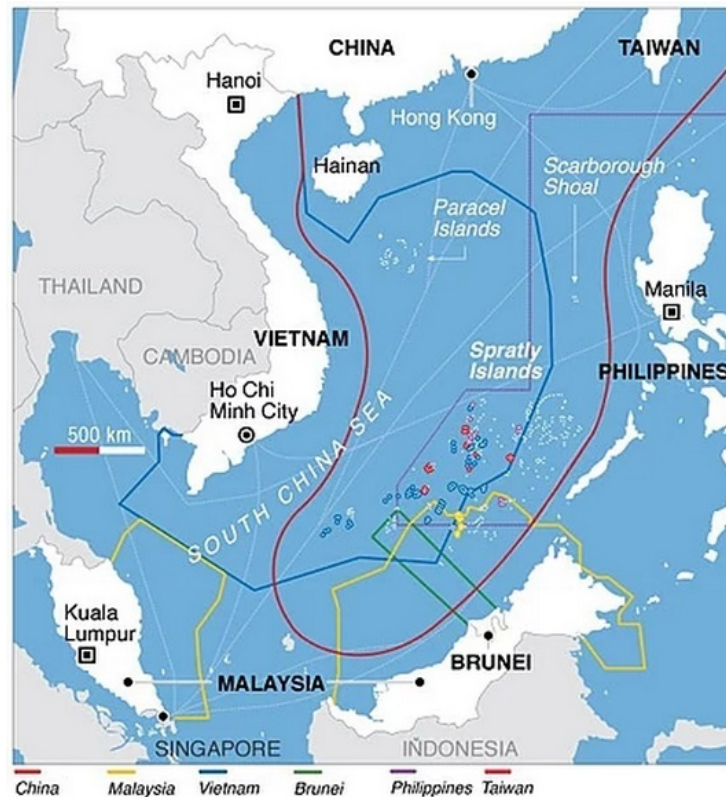 CHINA
TAIWAN
Hanoi
Hong Kong
Hainan
Scarborough
Shoal
Paracel
Islands
THAILAND
Manila
VIETNAM
CAMBODIA
Spratly
Islands
PHILIPPINES
Ho Chi
Minh City
500 km
SOUTH CHINA SEA
Kuala
Lumpur
BRUNEI
MALAYSIA
SINGAPORE
INDONESIA
China
Malaysia
Vietnam
Brunei
Philippines
Taiwan